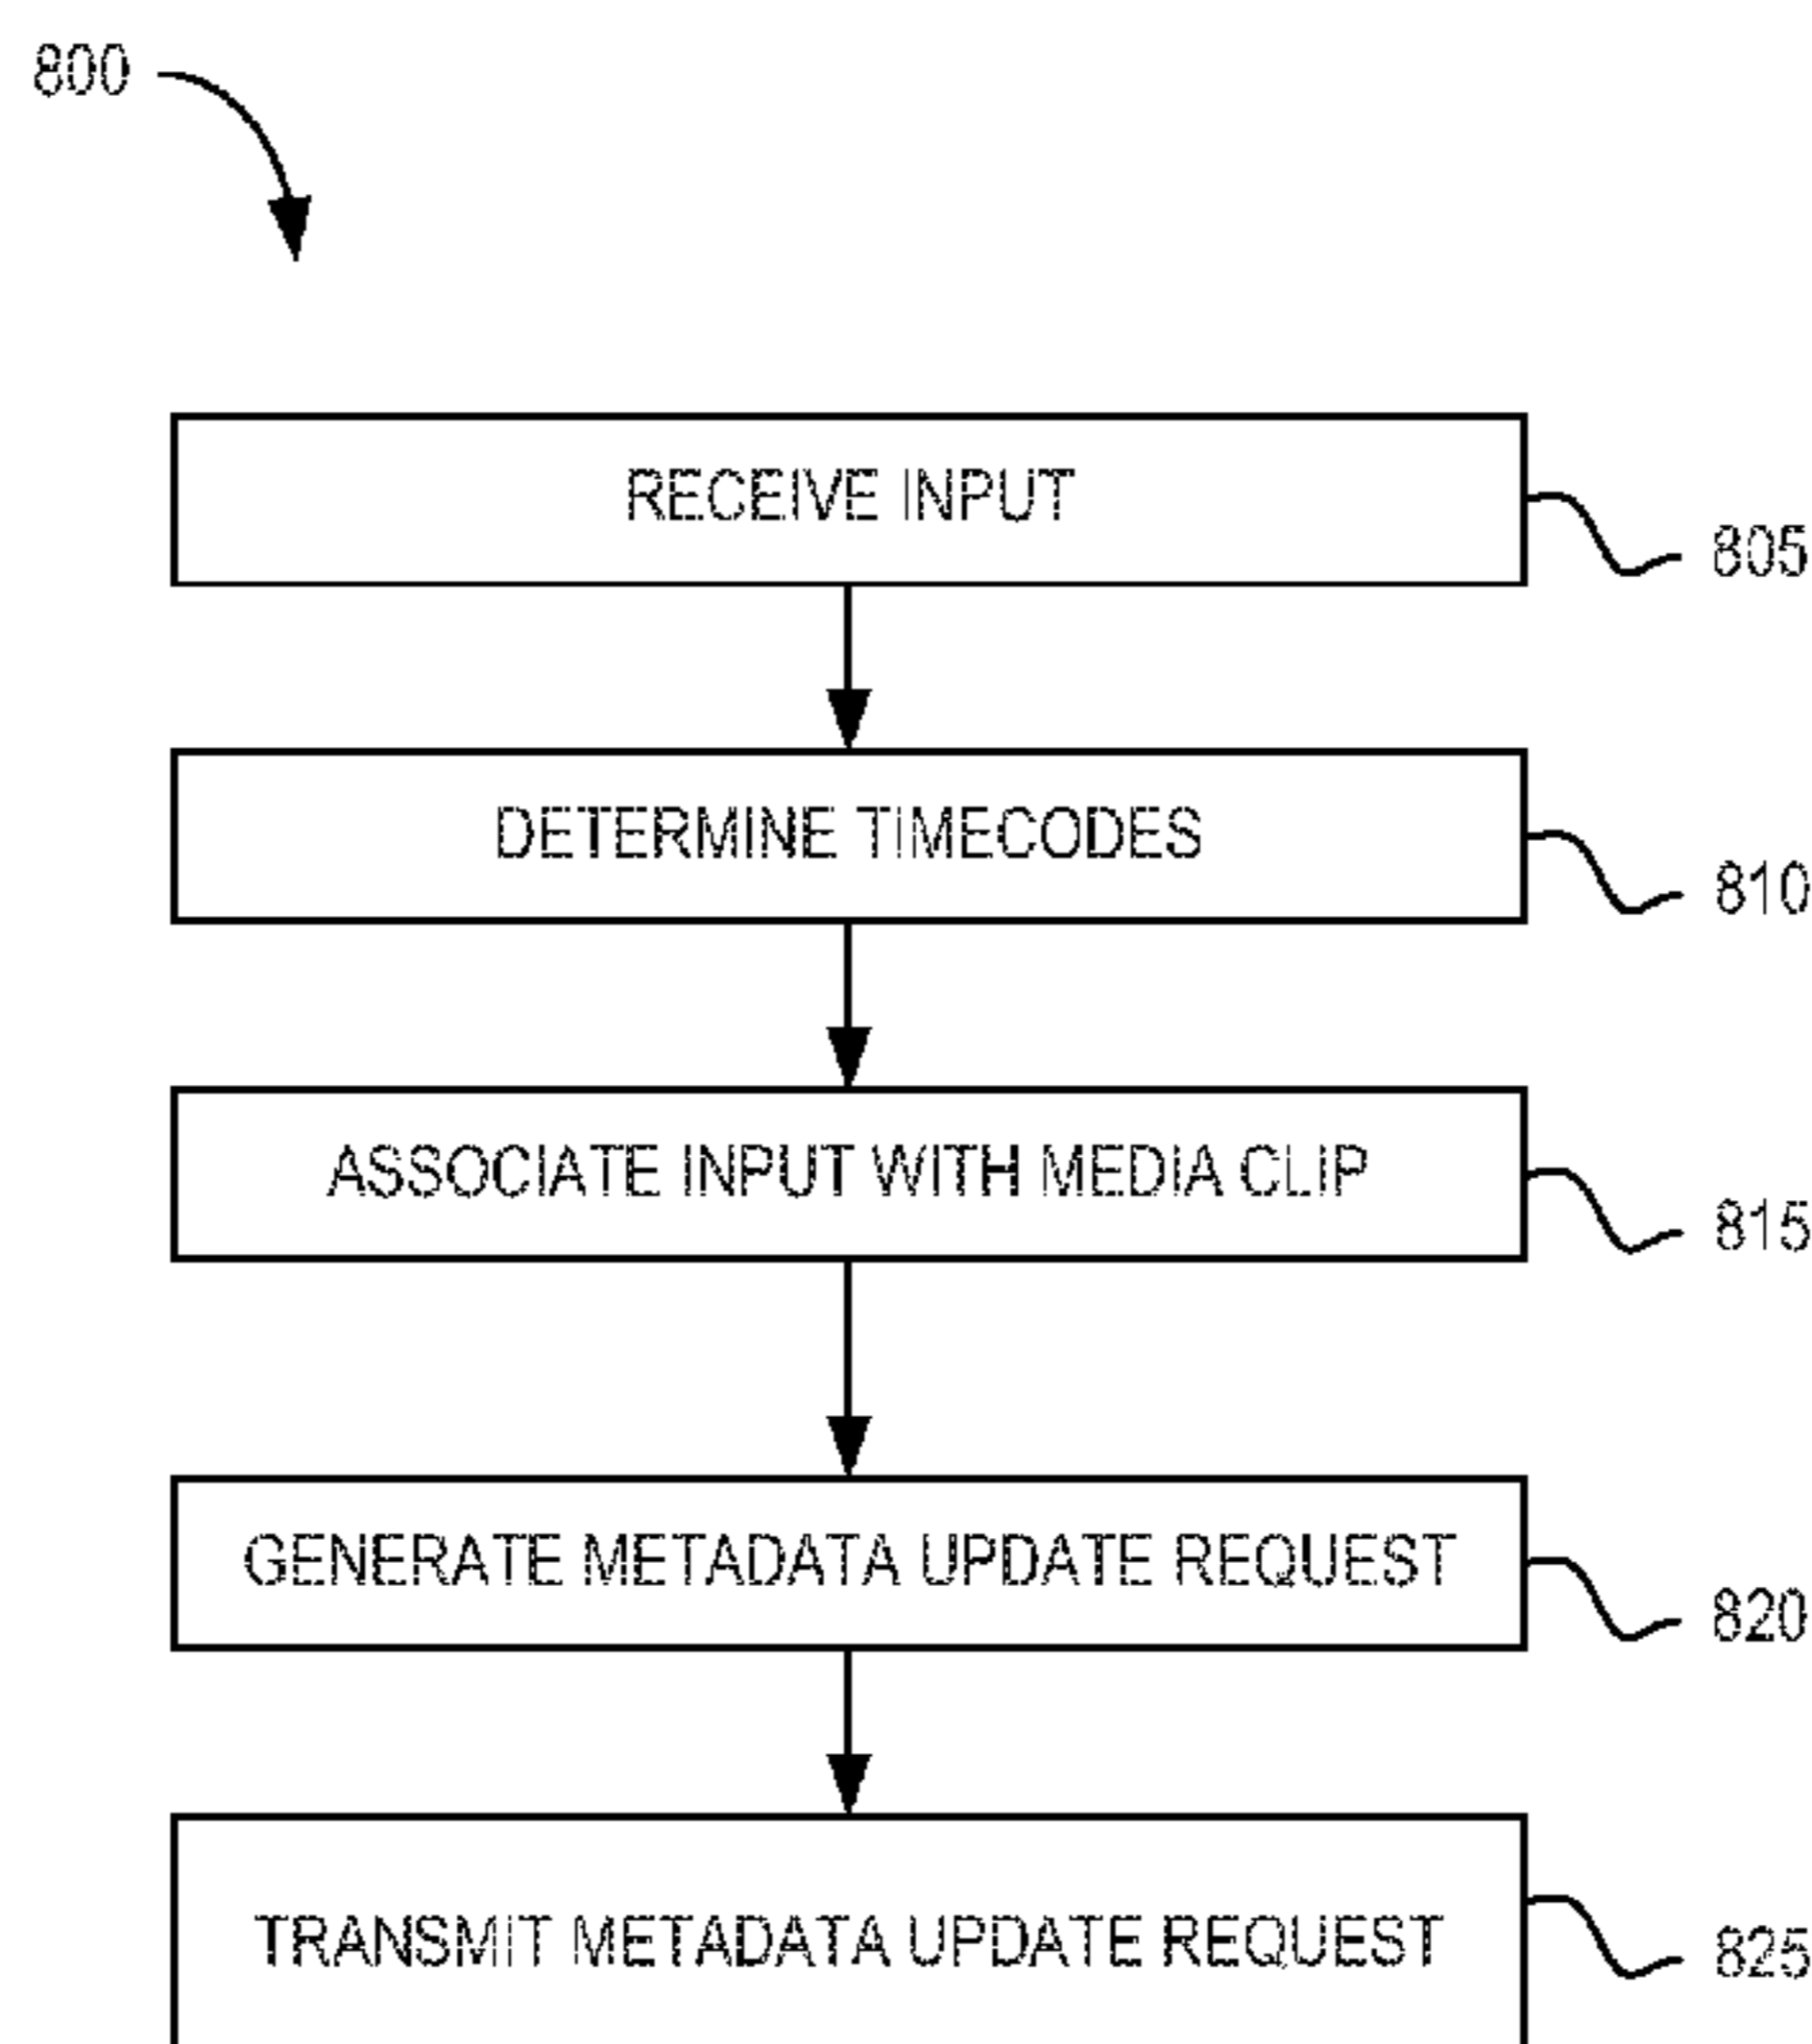 800
RECEIVE INPUT
805
DETERMINE TIMECODES
810
ASSOCIATE INPUT WITH MEDIA CLIP
815
GENERATE METADATA UPDATE REQUEST
820
TRANSMIT METADATA UPDATE REQUEST
825